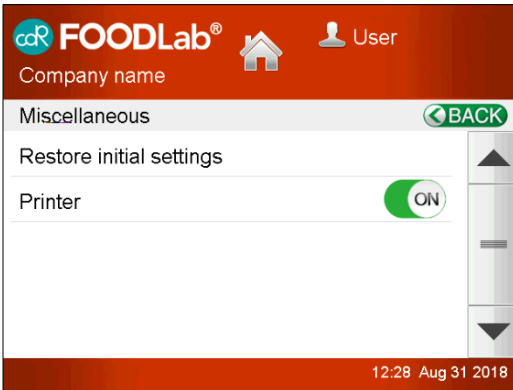 cdR FOODLab®
User
Company name
Miscellaneous
BACK
Restore initial settings
Printer
ON
12:28 Aug 31 2018